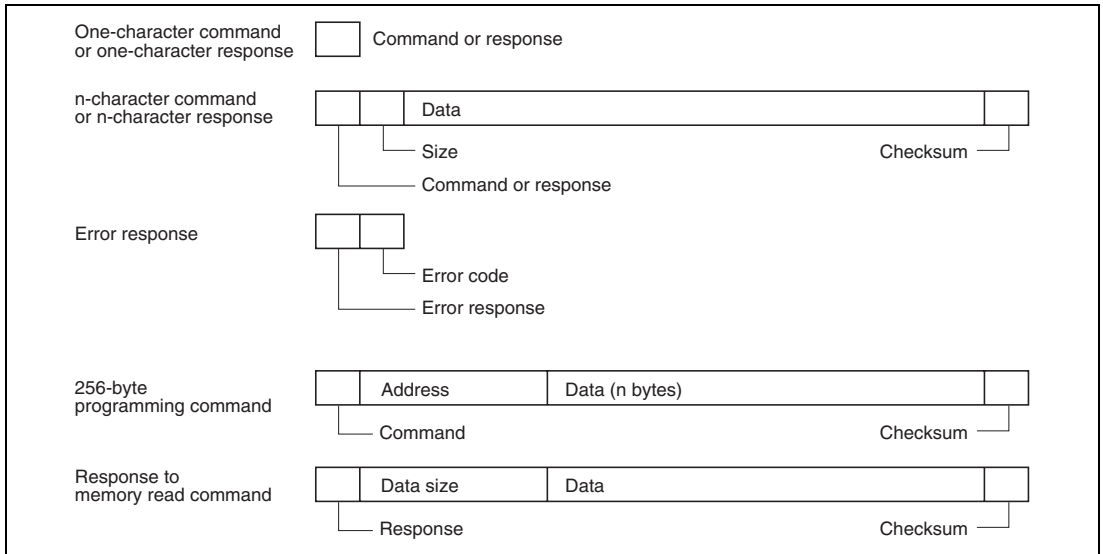 One-character command
or one-character response
Command or response
n-character command
or n-character response
Data
Size
Checksum
Command or response
Error response
Error code
Error response
256-byte
programming command
Address
Data (n bytes)
Command
Checksum
Response to
memory read command
Data size
Data
Response
Checksum